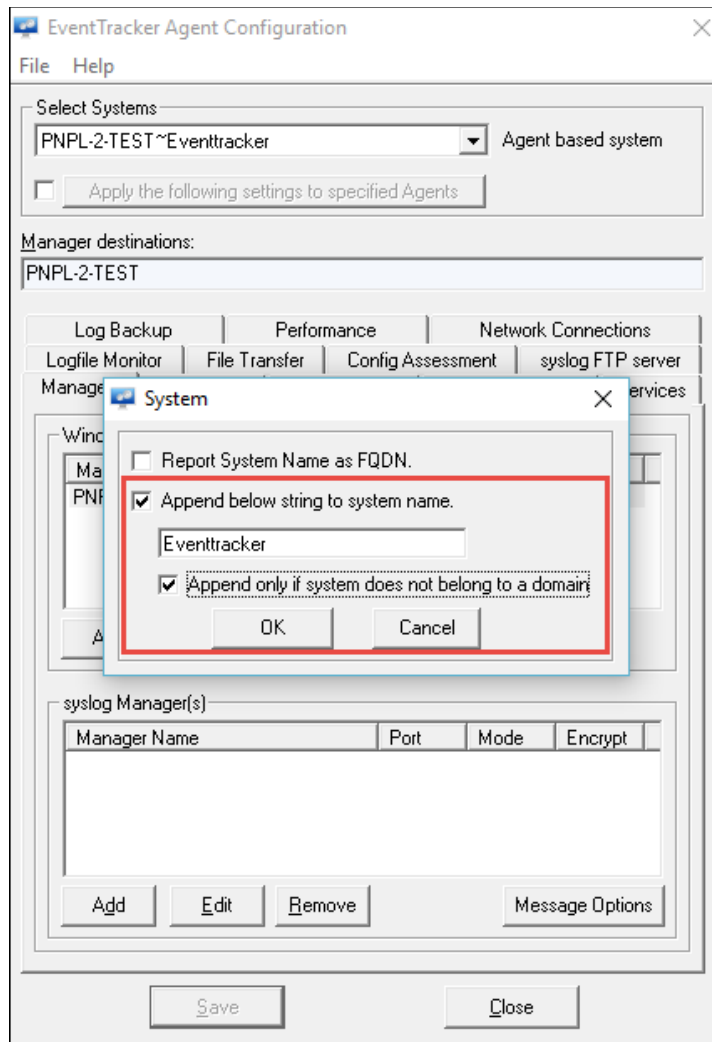 EventTracker Agent Configuration
File Help
Select Systems
PNPL-2-TEST~Eventtracker Agent based system
Apply the following settings to specified Agents
Manager destinations:
PNPL-2-TEST
Log Backup Performance Network Connections
Logfile Monitor File Transfer Config Assessment syslog FTP server
System
Report System Name as FQDN.
Append below string to system name.
Eventtracker
Append only if system does not belong to a domain
OK Cancel
syslog Manager(s)
Manager Name Port Mode Encrypt
Add Edit Remove Message Options
Save Close